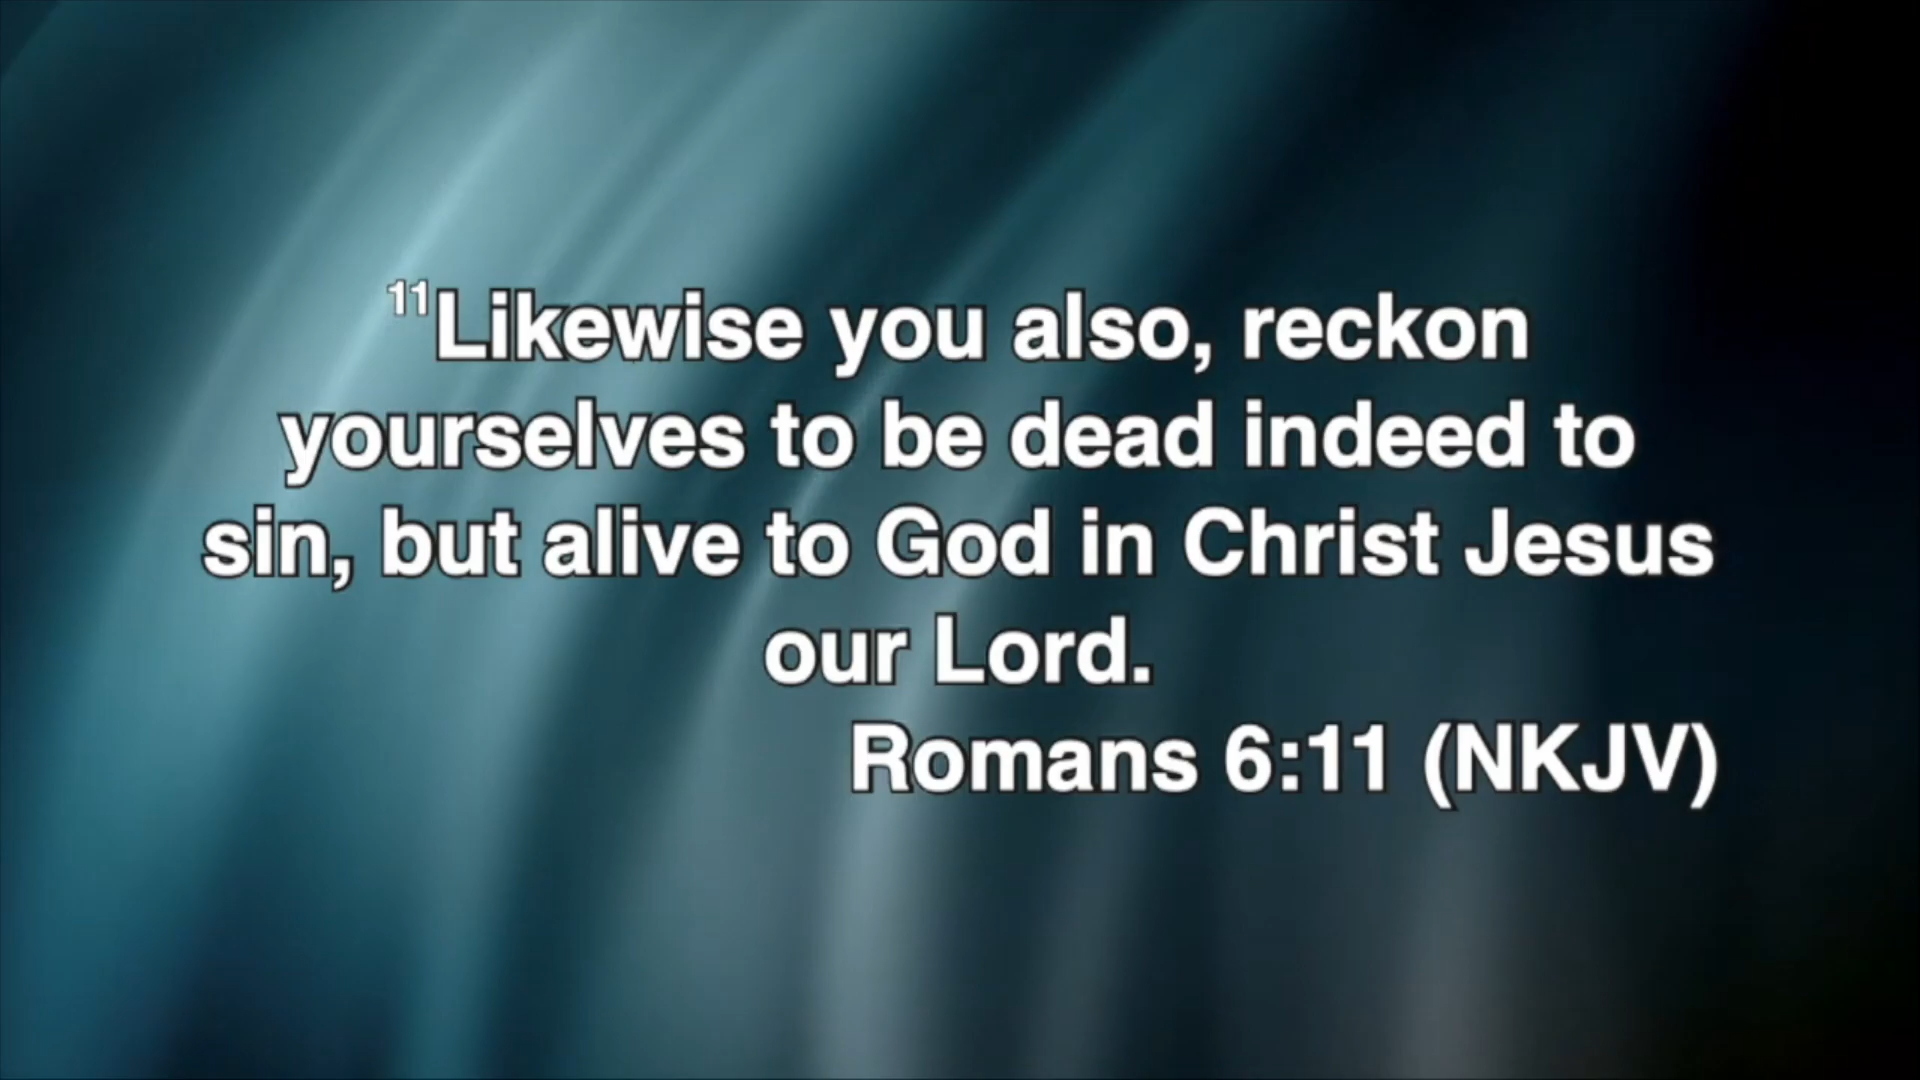 11Likewise you also, reckon
yourselves to be dead indeed to
sin, but alive to God in Christ Jesus
our Lord.
Romans 6:11 (NKJV)